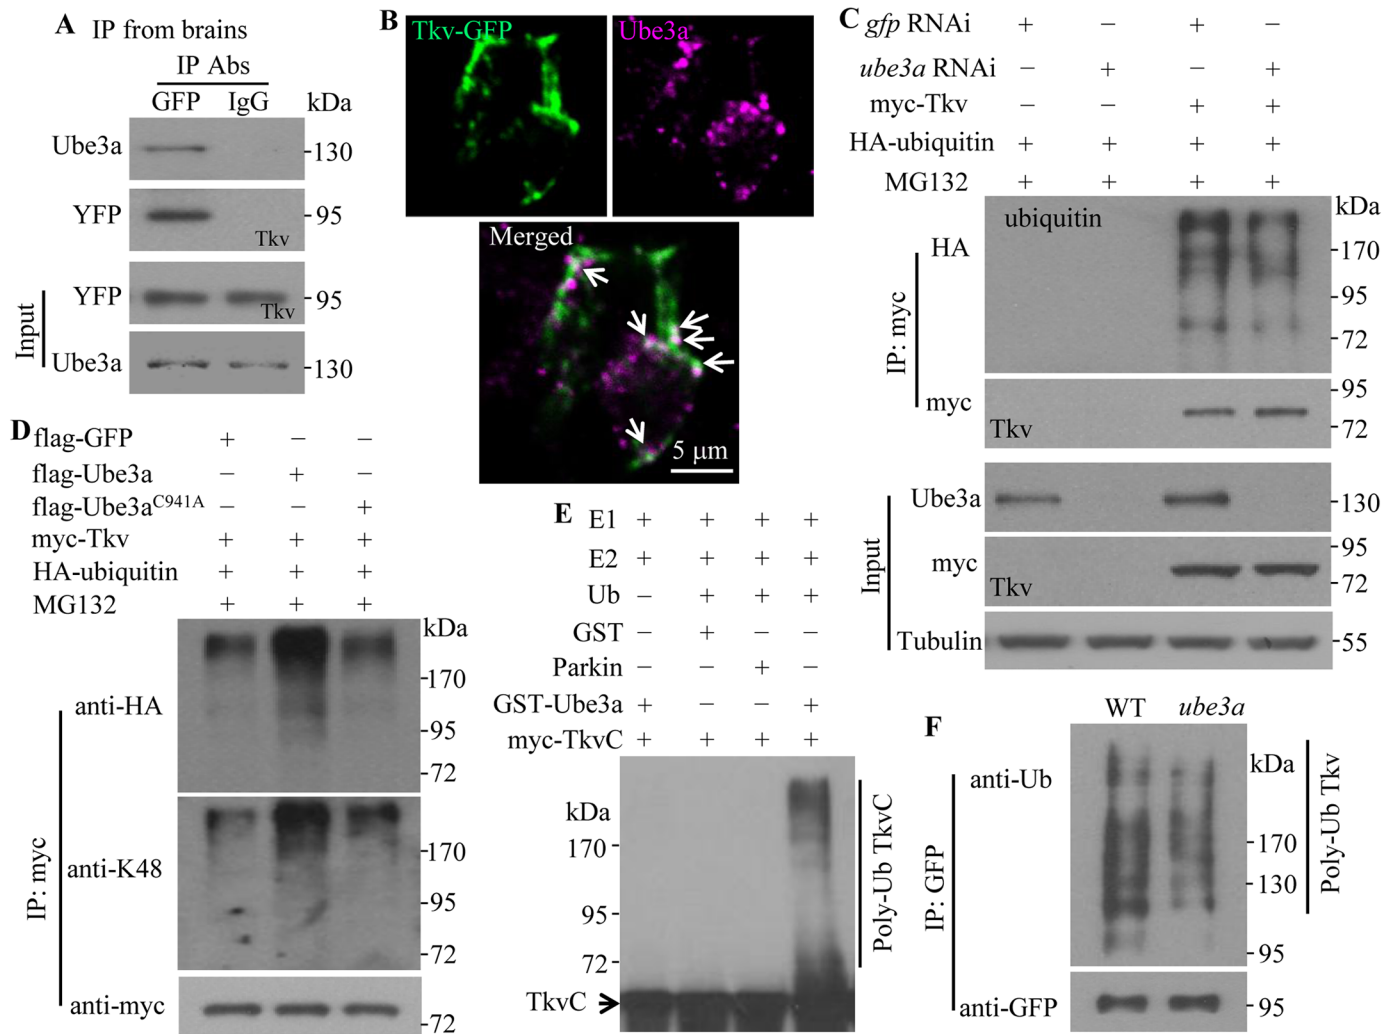 A IP from brains
IP Abs
GFP IgG kDa
Ube3a
130
YFP
95
Tkv
YFP
95
Tkv
Input
Ube3a
130
B
Tkv-GFP
Ube3a
Merged
5 μm
C gfp RNAi + − + −
ube3a RNAi − + − +
myc-Tkv − − + +
HA-ubiquitin + + + +
MG132 + + + +
kDa
ubiquitin
HA
170
95
72
IP: myc
myc
95
Tkv
72
Ube3a
130
Input
myc
95
Tkv
72
Tubulin
55
D flag-GFP + − −
flag-Ube3a − + −
flag-Ube3aC941A − − +
myc-Tkv + + +
HA-ubiquitin + + +
MG132 + + +
kDa
anti-HA
170
95
72
IP: myc
anti-K48
170
95
72
anti-myc
72
E E1 + + + +
E2 + + + +
Ub − + + +
GST − + − −
Parkin − − + −
GST-Ube3a + − − +
myc-TkvC + + + +
kDa
170
95
72
TkvC
Poly-Ub TkvC
F
WT ube3a
kDa
anti-Ub
170
130
95
Poly-Ub Tkv
IP: GFP
anti-GFP
95